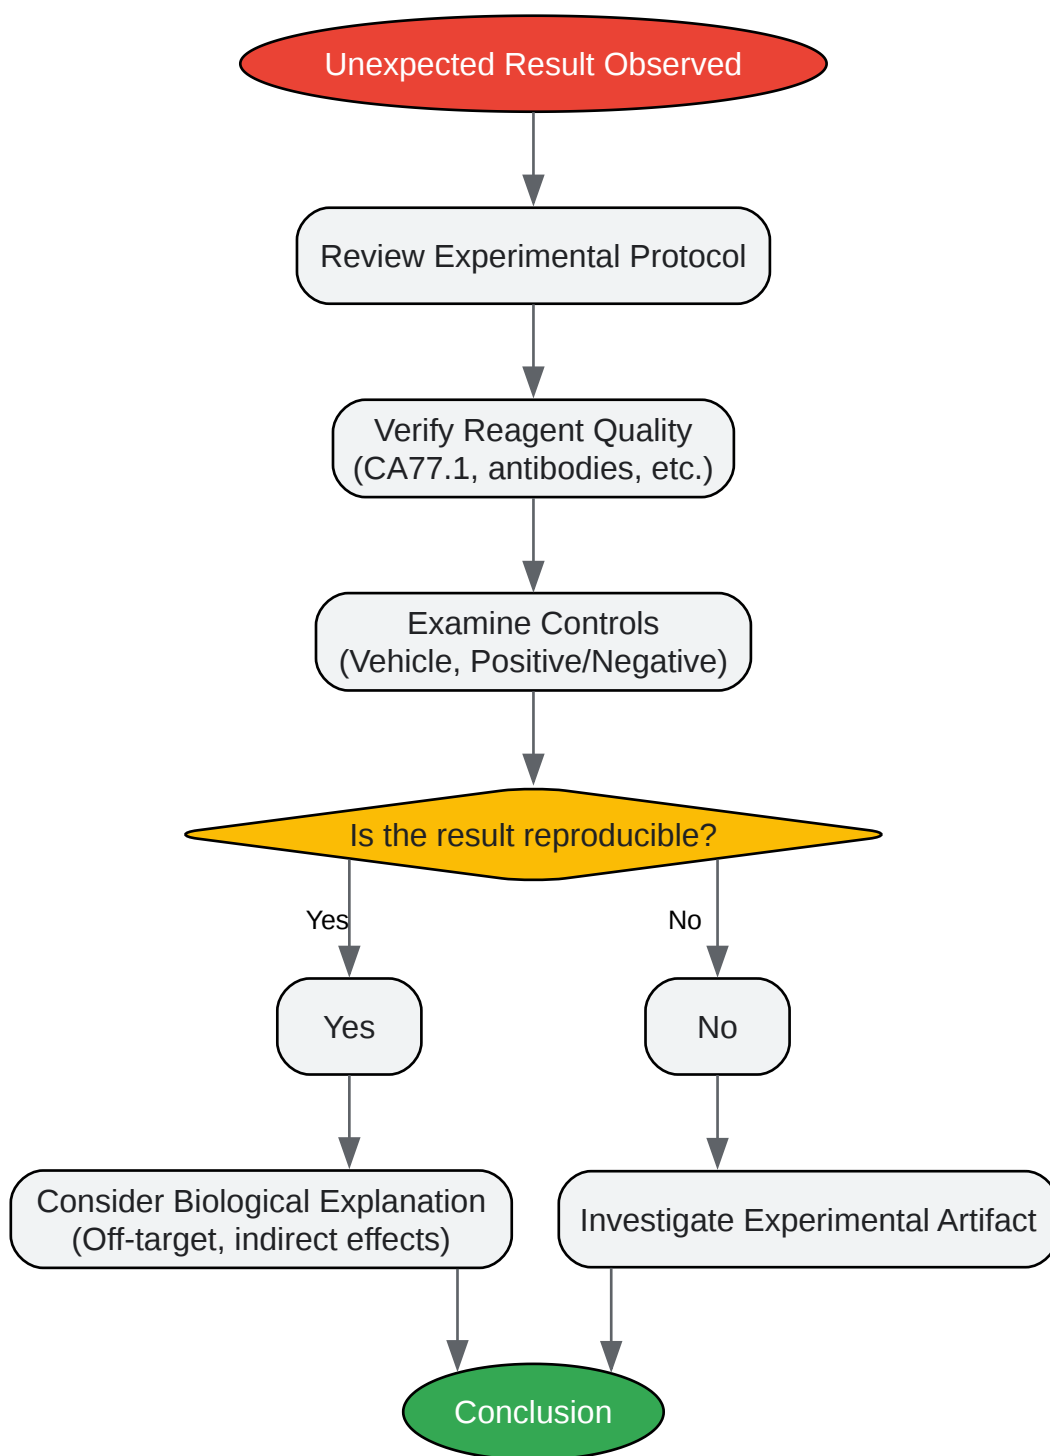 Unexpected Result Observed
Review Experimental Protocol
Verify Reagent Quality
(CA77.1, antibodies, etc.)
Examine Controls
(Vehicle, Positive/Negative)
Is the result reproducible?
Yes
No
Yes
No
Consider Biological Explanation
(Off-target, indirect effects)
Investigate Experimental Artifact
Conclusion